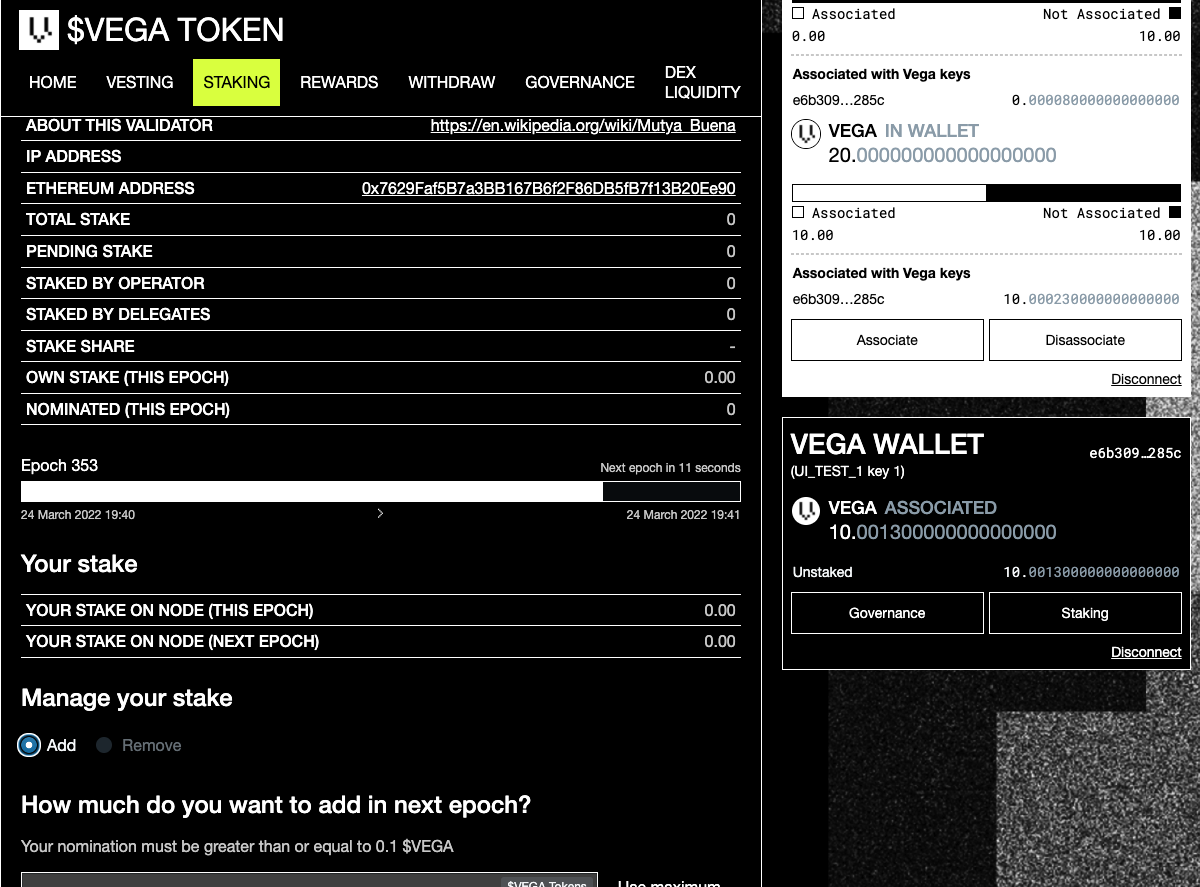 $VEGA TOKEN
HOME VESTING STAKING REWARDS WITHDRAW GOVERNANCE DEX LIQUIDITY
ABOUT THIS VALIDATOR https://en.wikipedia.org/wiki/Mutya_Buena
IP ADDRESS
ETHEREUM ADDRESS 0x7629Faf5B7a3BB167B6f2F86DB5fB7f13B20Ee90
TOTAL STAKE 0
PENDING STAKE 0
STAKED BY OPERATOR 0
STAKED BY DELEGATES 0
STAKE SHARE -
OWN STAKE (THIS EPOCH) 0.00
NOMINATED (THIS EPOCH) 0
Epoch 353 Next epoch in 11 seconds
24 March 2022 19:40 24 March 2022 19:41
Your stake
YOUR STAKE ON NODE (THIS EPOCH) 0.00
YOUR STAKE ON NODE (NEXT EPOCH) 0.00
Manage your stake
Add Remove
How much do you want to add in next epoch?
Your nomination must be greater than or equal to 0.1 $VEGA
$VEGA Tokens Use maximum
Associated Not Associated
0.00 10.00
Associated with Vega keys
e6b309…285c 0.000080000000000000
VEGA IN WALLET
20.000000000000000000
Associated Not Associated
10.00 10.00
Associated with Vega keys
e6b309…285c 10.000230000000000000
Associate Disassociate
Disconnect
VEGA WALLET e6b309…285c
(UI_TEST_1 key 1)
VEGA ASSOCIATED
10.001300000000000000
Unstaked 10.001300000000000000
Governance Staking
Disconnect